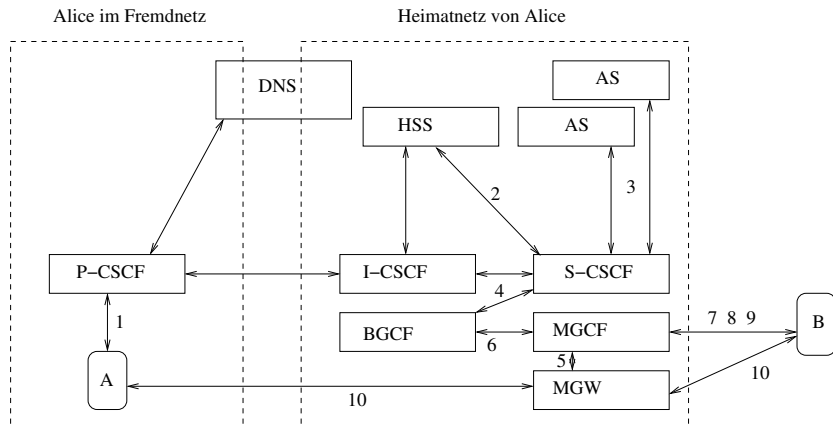 Alice im Fremdnetz
Heimatnetz von Alice
DNS
AS
HSS
AS
2
3
P−CSCF
I−CSCF
S−CSCF
1
4
BGCF
6
MGCF
7 8 9
B
5
A
10
MGW
10